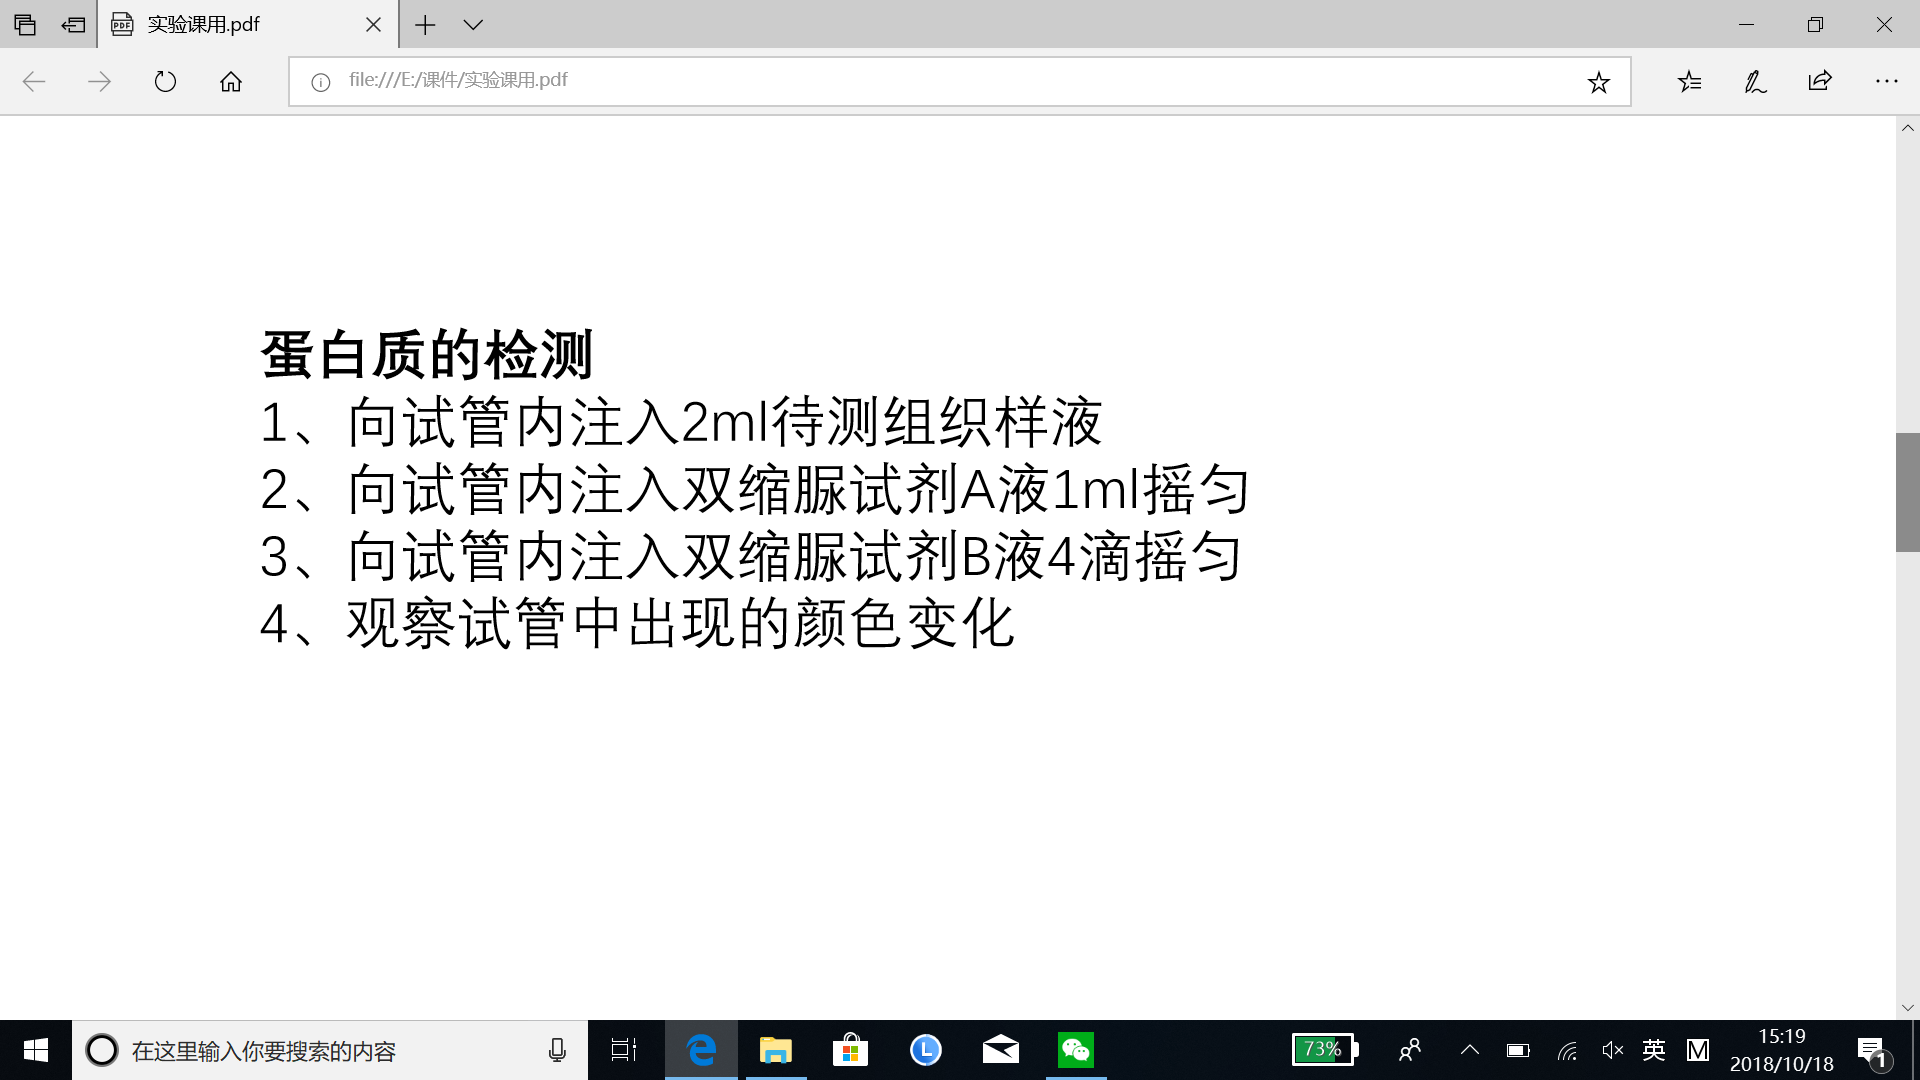 实验课用.pdf
file:///E:/课件/实验课用.pdf
蛋白质的检测
1、向试管内注入2ml待测组织样液
2、向试管内注入双缩脲试剂A液1ml摇匀
3、向试管内注入双缩脲试剂B液4滴摇匀
4、观察试管中出现的颜色变化
在这里输入你要搜索的内容
73%
英
M
15:19
2018/10/18
1